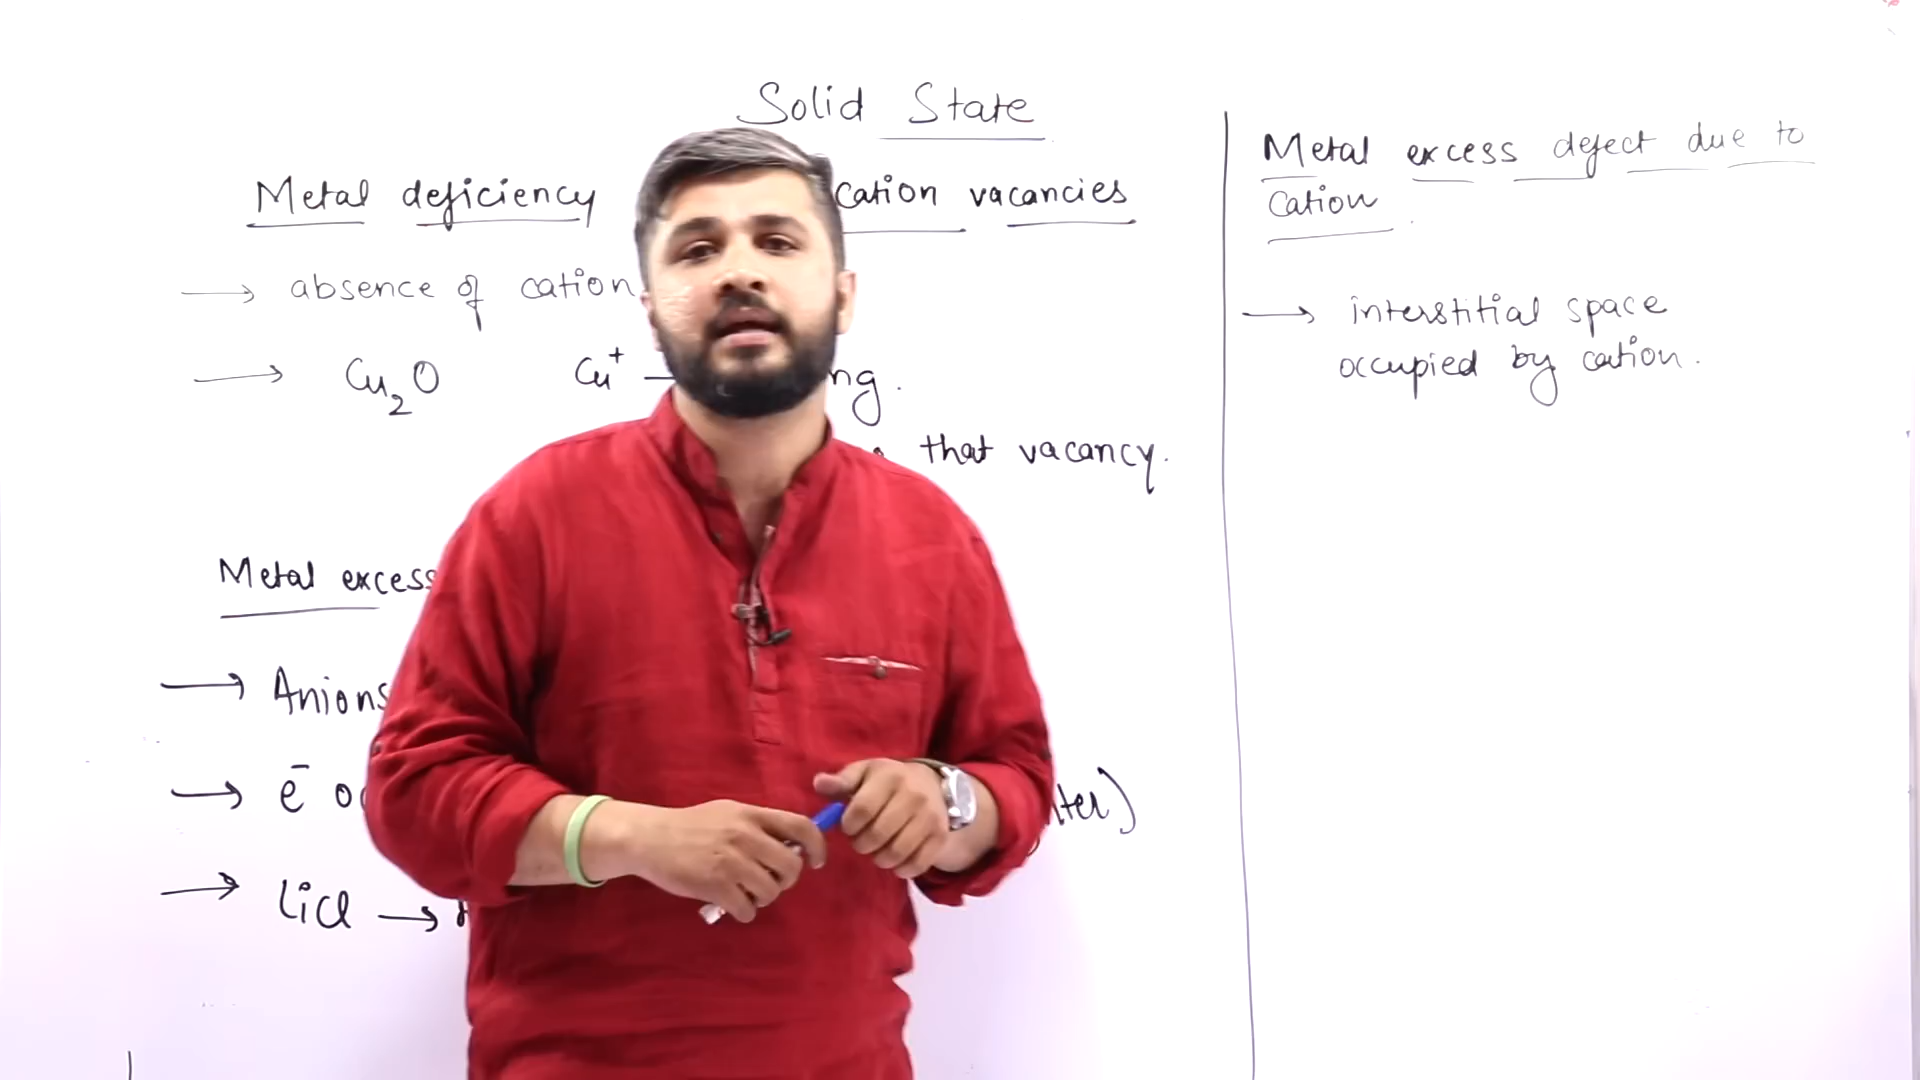 Solid State
Metal deficiency cation vacancies
→ absence of cation
→ Cu₂O Cu⁺ →
that vacancy.
Metal excess
→ Anions
→ e⁻
→ LiCl →
Metal excess defect due to
Cation
→ interstitial space
occupied by cation.